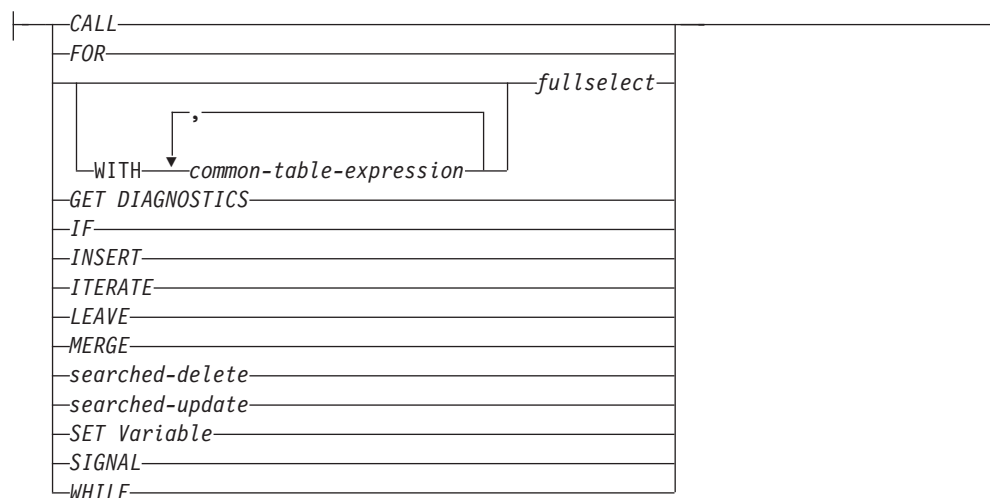 CALL
FOR
fullselect
,
WITH common-table-expression
GET DIAGNOSTICS
IF
INSERT
ITERATE
LEAVE
MERGE
searched-delete
searched-update
SET Variable
SIGNAL
WHILE